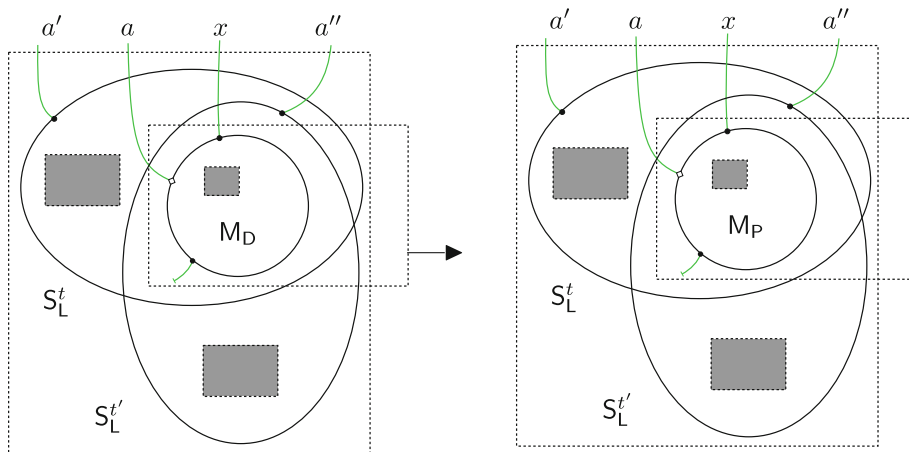 a′ a x a″ a′ a x a″
M_D M_P
S_L^t S_L^t
S_L^{t′} S_L^{t′}